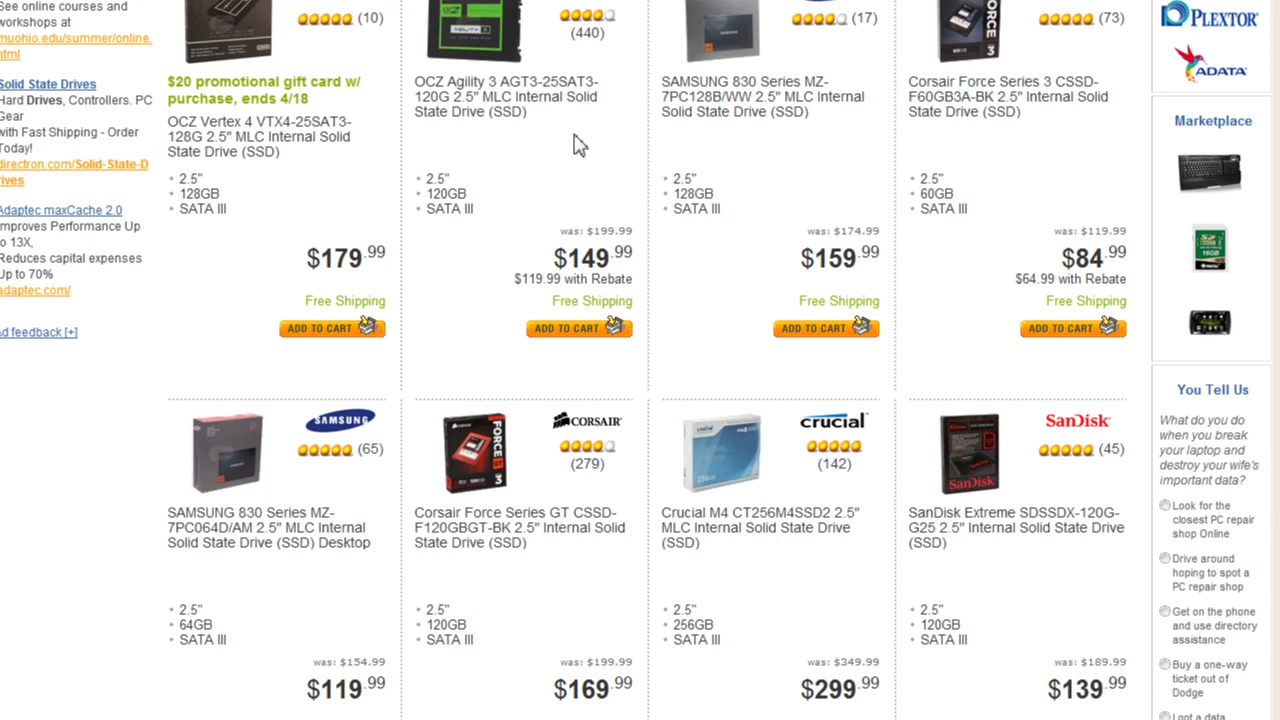 See online courses and
workshops at
muohio.edu/summer/online.
html
Solid State Drives
Hard Drives, Controllers. PC
Gear
with Fast Shipping - Order
Today!
directron.com/Solid-State-D
rives
Adaptec maxCache 2.0
Improves Performance Up
to 13X,
Reduces capital expenses
Up to 70%
adaptec.com/
Ad feedback [+]
(10)
$20 promotional gift card w/
purchase, ends 4/18
OCZ Vertex 4 VTX4-25SAT3-
128G 2.5" MLC Internal Solid
State Drive (SSD)
2.5"
128GB
SATA III
$179.99
Free Shipping
ADD TO CART
OCZ
AGILITY 3
(440)
OCZ Agility 3 AGT3-25SAT3-
120G 2.5" MLC Internal Solid
State Drive (SSD)
2.5"
120GB
SATA III
was: $199.99
$149.99
$119.99 with Rebate
Free Shipping
ADD TO CART
(17)
SAMSUNG 830 Series MZ-
7PC128B/WW 2.5" MLC Internal
Solid State Drive (SSD)
2.5"
128GB
SATA III
was: $174.99
$159.99
Free Shipping
ADD TO CART
FORCE
3
(73)
Corsair Force Series 3 CSSD-
F60GB3A-BK 2.5" MLC Internal
Solid State Drive (SSD)
2.5"
60GB
SATA III
was: $119.99
$84.99
$64.99 with Rebate
Free Shipping
ADD TO CART
SAMSUNG
(65)
SAMSUNG 830 Series MZ-
7PC064D/AM 2.5" MLC Internal
Solid State Drive (SSD) Desktop
2.5"
64GB
SATA III
was: $154.99
$119.99
FORCE
GT
3
CORSAIR
(279)
Corsair Force Series GT CSSD-
F120GBGT-BK 2.5" Internal Solid
State Drive (SSD)
2.5"
120GB
SATA III
was: $199.99
$169.99
crucial
(142)
Crucial M4 CT256M4SSD2 2.5"
MLC Internal Solid State Drive
(SSD)
2.5"
256GB
SATA III
was: $349.99
$299.99
SanDisk
SanDisk
(45)
SanDisk Extreme SDSSDX-120G-
G25 2.5" Internal Solid State Drive
(SSD)
2.5"
120GB
SATA III
was: $189.99
$139.99
PLEXTOR
ADATA
Marketplace
You Tell Us
What do you do
when you break
your laptop and
destroy your wife's
important data?
Look for the
closest PC repair
shop Online
Drive around
hoping to spot a
PC repair shop
Get on the phone
and use directory
assistance
Buy a one-way
ticket out of
Dodge